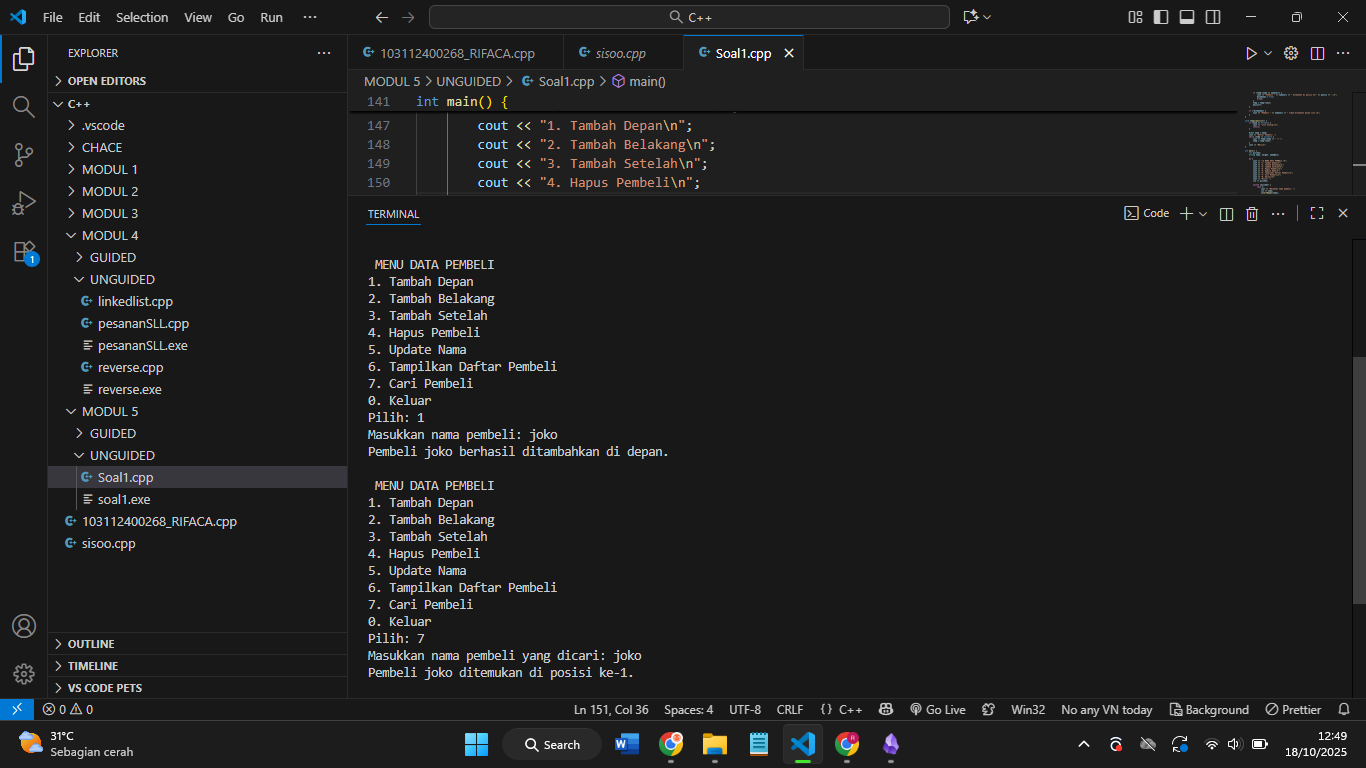 File Edit Selection View Go Run ···
C++
EXPLORER
OPEN EDITORS
C++
.vscode
CHACE
MODUL 1
MODUL 2
MODUL 3
MODUL 4
GUIDED
UNGUIDED
linkedlist.cpp
pesananSLL.cpp
pesananSLL.exe
reverse.cpp
reverse.exe
MODUL 5
GUIDED
UNGUIDED
Soal1.cpp
soal1.exe
103112400268_RIFACA.cpp
sisoo.cpp
OUTLINE
TIMELINE
VS CODE PETS
1
103112400268_RIFACA.cpp sisoo.cpp Soal1.cpp
MODUL 5 > UNGUIDED > Soal1.cpp > main()
141 int main() {
147 cout << "1. Tambah Depan\n";
148 cout << "2. Tambah Belakang\n";
149 cout << "3. Tambah Setelah\n";
150 cout << "4. Hapus Pembeli\n";
TERMINAL
Code
MENU DATA PEMBELI
1. Tambah Depan
2. Tambah Belakang
3. Tambah Setelah
4. Hapus Pembeli
5. Update Nama
6. Tampilkan Daftar Pembeli
7. Cari Pembeli
0. Keluar
Pilih: 1
Masukkan nama pembeli: joko
Pembeli joko berhasil ditambahkan di depan.
MENU DATA PEMBELI
1. Tambah Depan
2. Tambah Belakang
3. Tambah Setelah
4. Hapus Pembeli
5. Update Nama
6. Tampilkan Daftar Pembeli
7. Cari Pembeli
0. Keluar
Pilih: 7
Masukkan nama pembeli yang dicari: joko
Pembeli joko ditemukan di posisi ke-1.
0 0 Ln 151, Col 36 Spaces: 4 UTF-8 CRLF {} C++ Go Live Win32 No any VN today Background Prettier
31°C
Sebagian cerah
Search
12:49
18/10/2025